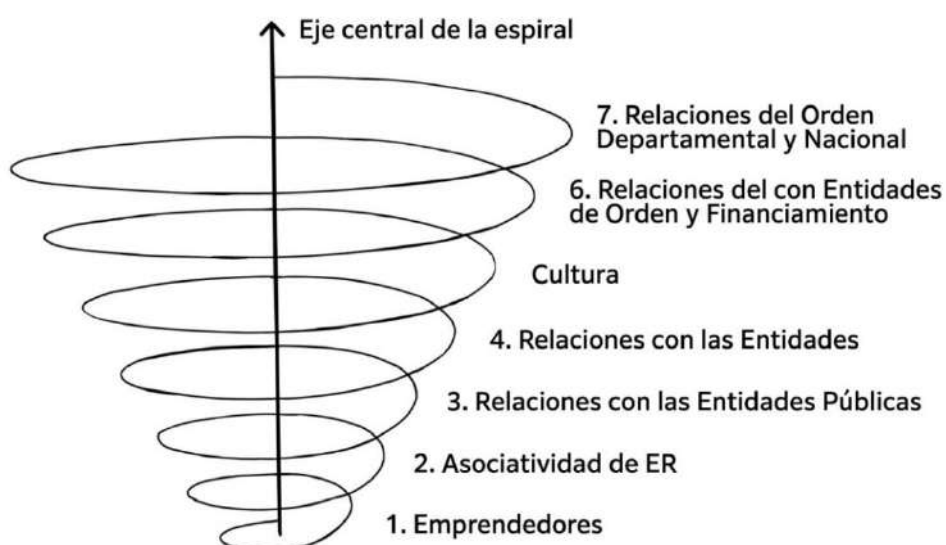 Eje central de la espiral
7. Relaciones del Orden
Departamental y Nacional
6. Relaciones del con Entidades
de Orden y Financiamiento
Cultura
4. Relaciones con las Entidades
3. Relaciones con las Entidades Públicas
2. Asociatividad de ER
1. Emprendedores